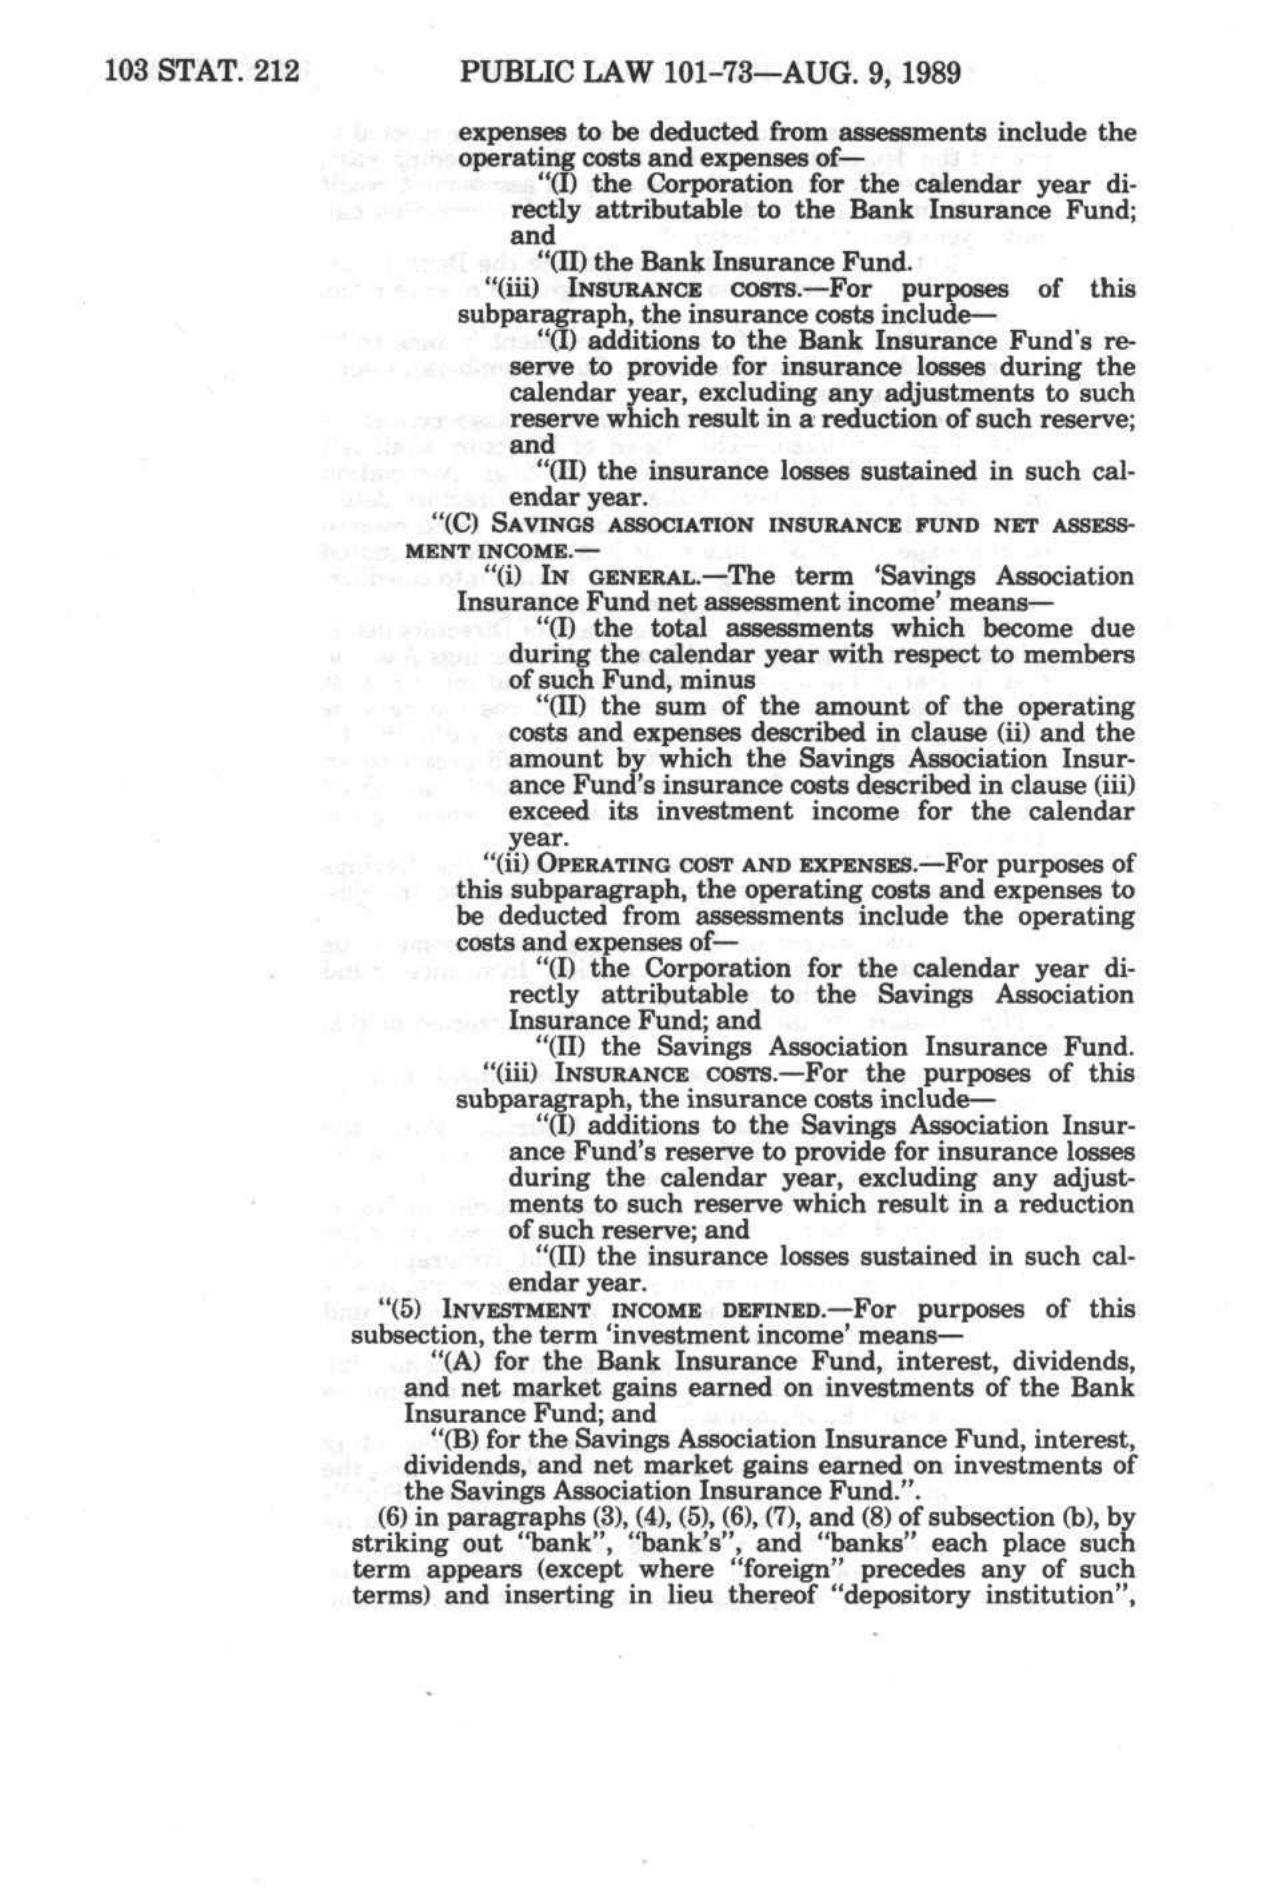 103 STAT. 212 PUBLIC LAW 101-73—AUG. 9, 1989
expenses to be deducted from assessments include the
operating costs and expenses of—
“(I) the Corporation for the calendar year di-
rectly attributable to the Bank Insurance Fund;
and
“(II) the Bank Insurance Fund.
“(iii) INSURANCE COSTS.—For purposes of this
subparagraph, the insurance costs include—
“(I) additions to the Bank Insurance Fund's re-
serve to provide for insurance losses during the
calendar year, excluding any adjustments to such
reserve which result in a reduction of such reserve;
and
“(II) the insurance losses sustained in such cal-
endar year.
“(C) SAVINGS ASSOCIATION INSURANCE FUND NET ASSESS-
MENT INCOME.—
“(i) IN GENERAL.—The term ‘Savings Association
Insurance Fund net assessment income’ means—
“(I) the total assessments which become due
during the calendar year with respect to members
of such Fund, minus
“(II) the sum of the amount of the operating
costs and expenses described in clause (ii) and the
amount by which the Savings Association Insur-
ance Fund’s insurance costs described in clause (iii)
exceed its investment income for the calendar
year.
“(ii) OPERATING COST AND EXPENSES.—For purposes of
this subparagraph, the operating costs and expenses to
be deducted from assessments include the operating
costs and expenses of—
“(I) the Corporation for the calendar year di-
rectly attributable to the Savings Association
Insurance Fund; and
“(II) the Savings Association Insurance Fund.
“(iii) INSURANCE COSTS.—For the purposes of this
subparagraph, the insurance costs include—
“(I) additions to the Savings Association Insur-
ance Fund’s reserve to provide for insurance losses
during the calendar year, excluding any adjust-
ments to such reserve which result in a reduction
of such reserve; and
“(II) the insurance losses sustained in such cal-
endar year.
“(5) INVESTMENT INCOME DEFINED.—For purposes of this
subsection, the term ‘investment income’ means—
“(A) for the Bank Insurance Fund, interest, dividends,
and net market gains earned on investments of the Bank
Insurance Fund; and
“(B) for the Savings Association Insurance Fund, interest,
dividends, and net market gains earned on investments of
the Savings Association Insurance Fund.”.
(6) in paragraphs (3), (4), (5), (6), (7), and (8) of subsection (b), by
striking out “bank”, “bank’s”, and “banks” each place such
term appears (except where “foreign” precedes any of such
terms) and inserting in lieu thereof “depository institution”,